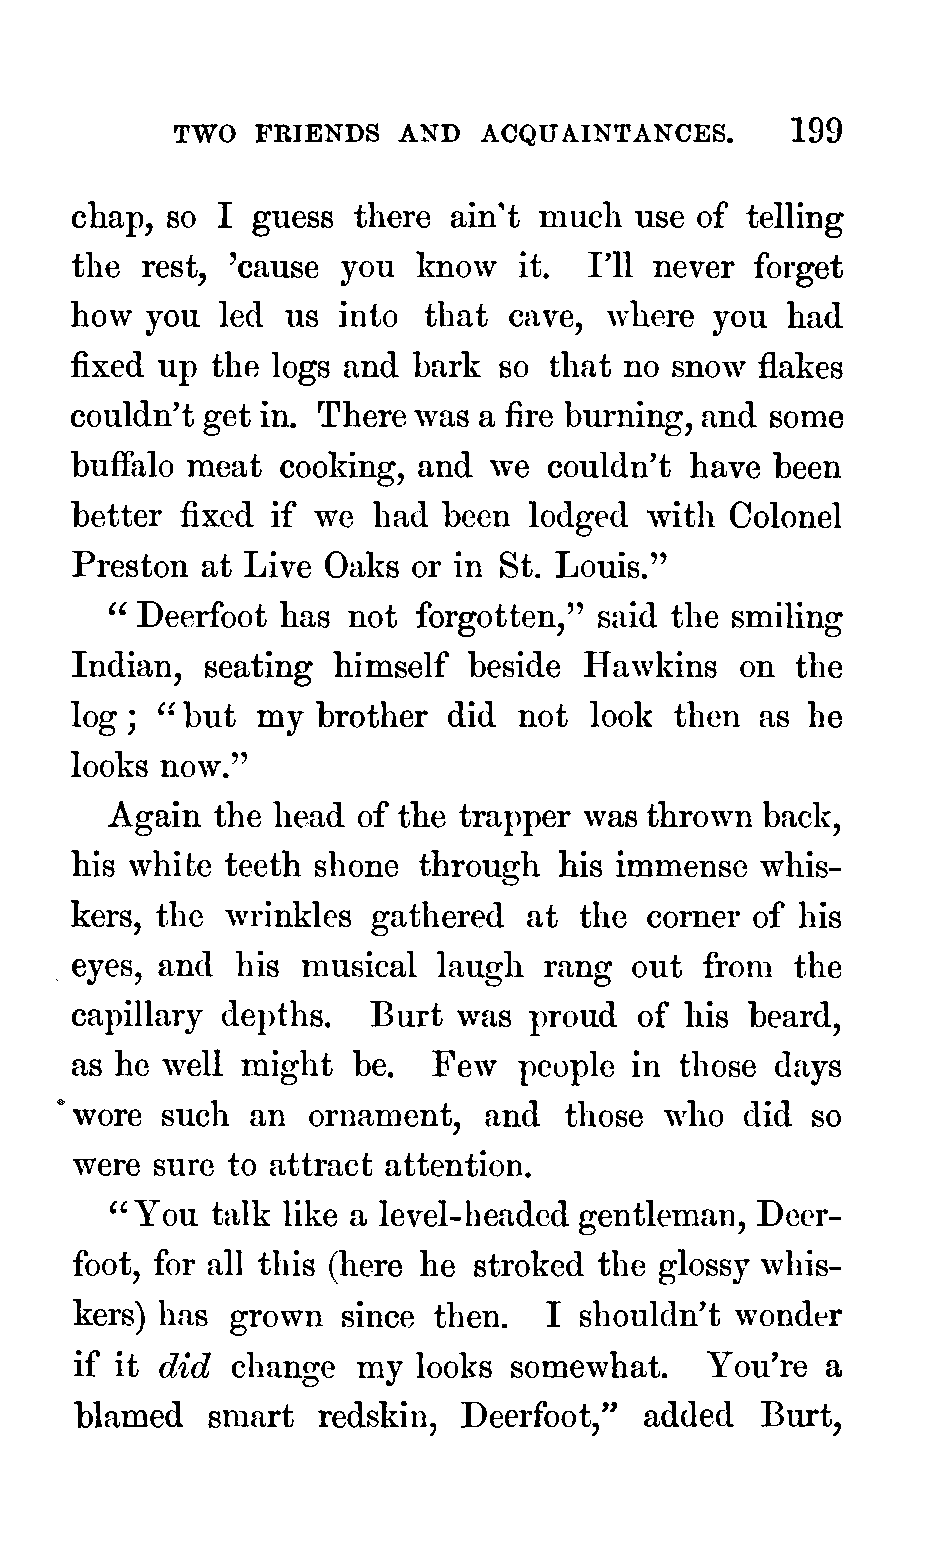 TWO FRIENDS AND ACQUAINTANCES. 199
chap, so I guess there ain't much use of telling
the rest, 'cause you know it. I'll never forget
how you led us into that cave, where you had
fixed up the logs and bark so that no snow flakes
couldn't get in. There was a fire burning, and some
buffalo meat cooking, and we couldn't have been
better fixed if we had been lodged with Colonel
Preston at Live Oaks or in St. Louis."
"Deerfoot has not forgotten," said the smiling
Indian, seating himself beside Hawkins on the
log; "but my brother did not look then as he
looks now."
Again the head of the trapper was thrown back,
his white teeth shone through his immense whis-
kers, the wrinkles gathered at the corner of his
eyes, and his musical laugh rang out from the
capillary depths. Burt was proud of his beard,
as he well might be. Few people in those days
wore such an ornament, and those who did so
were sure to attract attention.
"You talk like a level-headed gentleman, Deer-
foot, for all this (here he stroked the glossy whis-
kers) has grown since then. I shouldn't wonder
if it did change my looks somewhat. You're a
blamed smart redskin, Deerfoot," added Burt,